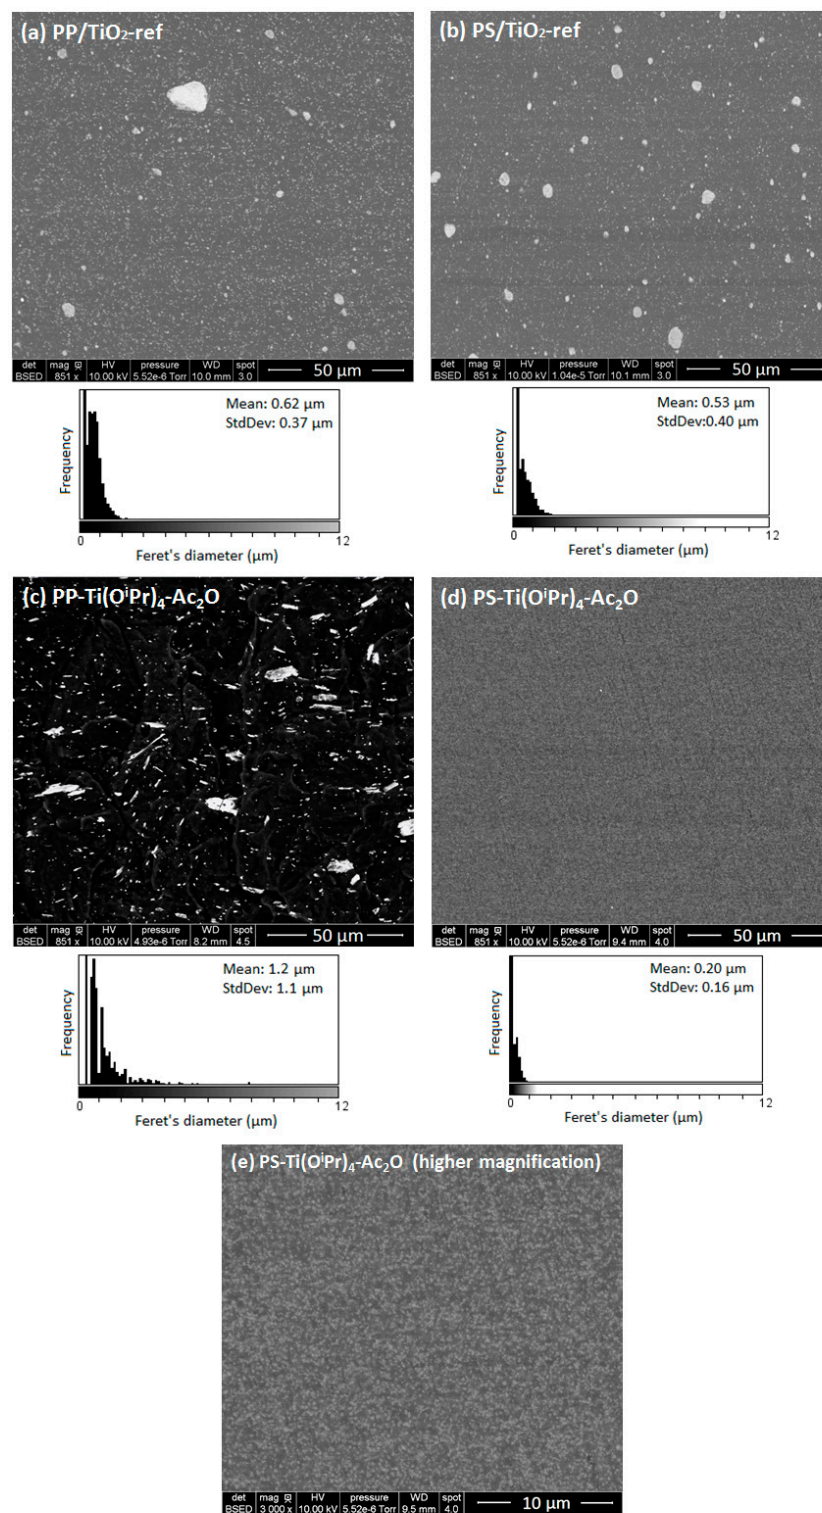 (a) PP/TiO₂-ref
det mag HV pressure WD spot
BSED 851 x 10.00 kV 5.52e-6 Torr 10.0 mm 3.0 50 µm
Mean: 0.62 µm
StdDev: 0.37 µm
Frequency
0 12
Feret's diameter (µm)
(b) PS/TiO₂-ref
det mag HV pressure WD spot
BSED 851 x 10.00 kV 1.04e-5 Torr 10.1 mm 3.0 50 µm
Mean: 0.53 µm
StdDev:0.40 µm
Frequency
0 12
Feret's diameter (µm)
(c) PP-Ti(OⁱPr)₄-Ac₂O
det mag HV pressure WD spot
BSED 851 x 10.00 kV 4.93e-6 Torr 8.2 mm 4.5 50 µm
Mean: 1.2 µm
StdDev: 1.1 µm
Frequency
0 12
Feret's diameter (µm)
(d) PS-Ti(OⁱPr)₄-Ac₂O
det mag HV pressure WD spot
BSED 851 x 10.00 kV 5.52e-6 Torr 9.4 mm 4.0 50 µm
Mean: 0.20 µm
StdDev: 0.16 µm
Frequency
0 12
Feret's diameter (µm)
(e) PS-Ti(OⁱPr)₄-Ac₂O (higher magnification)
det mag HV pressure WD spot
BSED 3 000 x 10.00 kV 5.52e-6 Torr 9.5 mm 4.0 10 µm